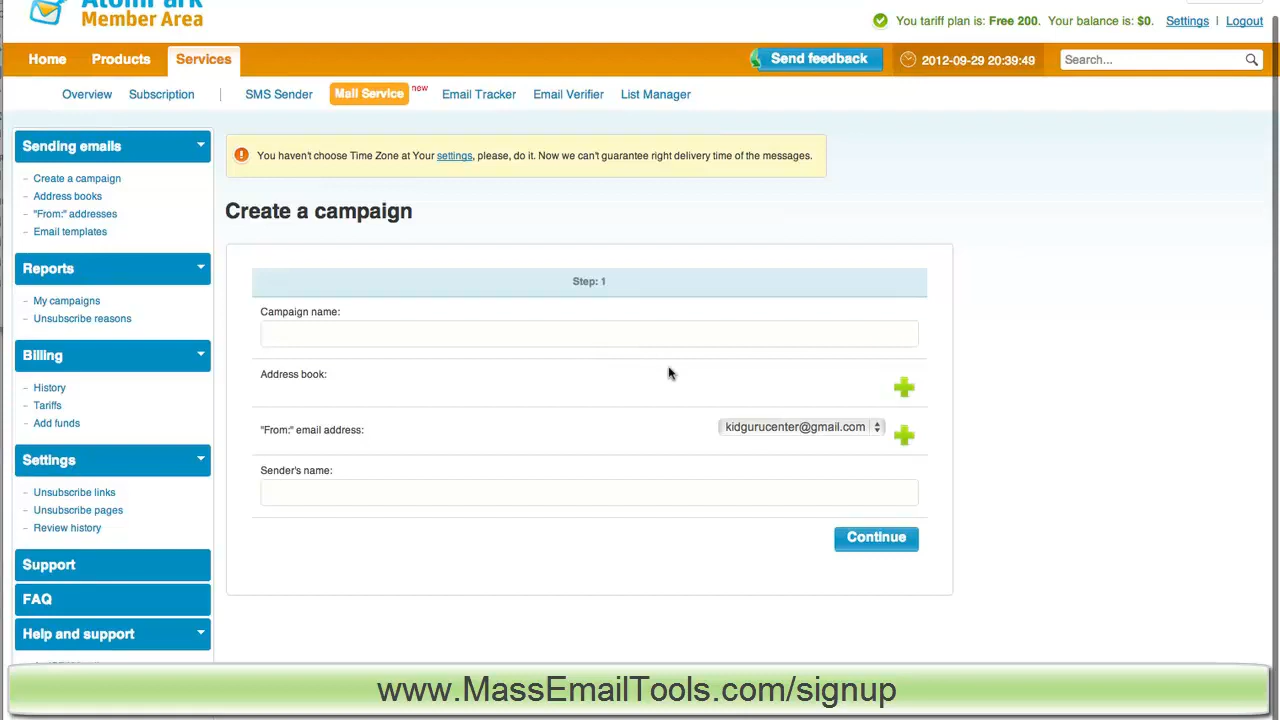 AtomPark
Member Area
You tariff plan is: Free 200. Your balance is: $0. Settings | Logout
Home Products Services Send feedback 2012-09-29 20:39:49 Search...
Overview Subscription | SMS Sender Mail Service new Email Tracker Email Verifier List Manager
Sending emails
Create a campaign
Address books
"From:" addresses
Email templates
Reports
My campaigns
Unsubscribe reasons
Billing
History
Tariffs
Add funds
Settings
Unsubscribe links
Unsubscribe pages
Review history
Support
FAQ
Help and support
You haven't choose Time Zone at Your settings, please, do it. Now we can't guarantee right delivery time of the messages.
Create a campaign
Step: 1
Campaign name:
Address book:
"From:" email address: kidgurucenter@gmail.com
Sender's name:
Continue
www.MassEmailTools.com/signup